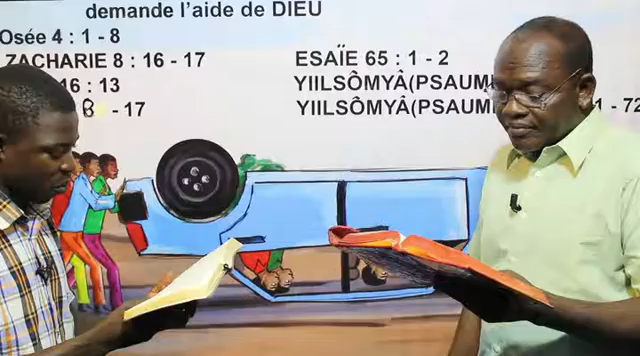 demande l'aide de DIEU
Osée 4 : 1 - 8
ZACHARIE 8 : 16 - 17
16 : 13
8 - 17
ESAÏE 65 : 1 - 2
YIILSÔMYÂ(PSAUM
YIILSÔMYÂ(PSAUM 1 - 72